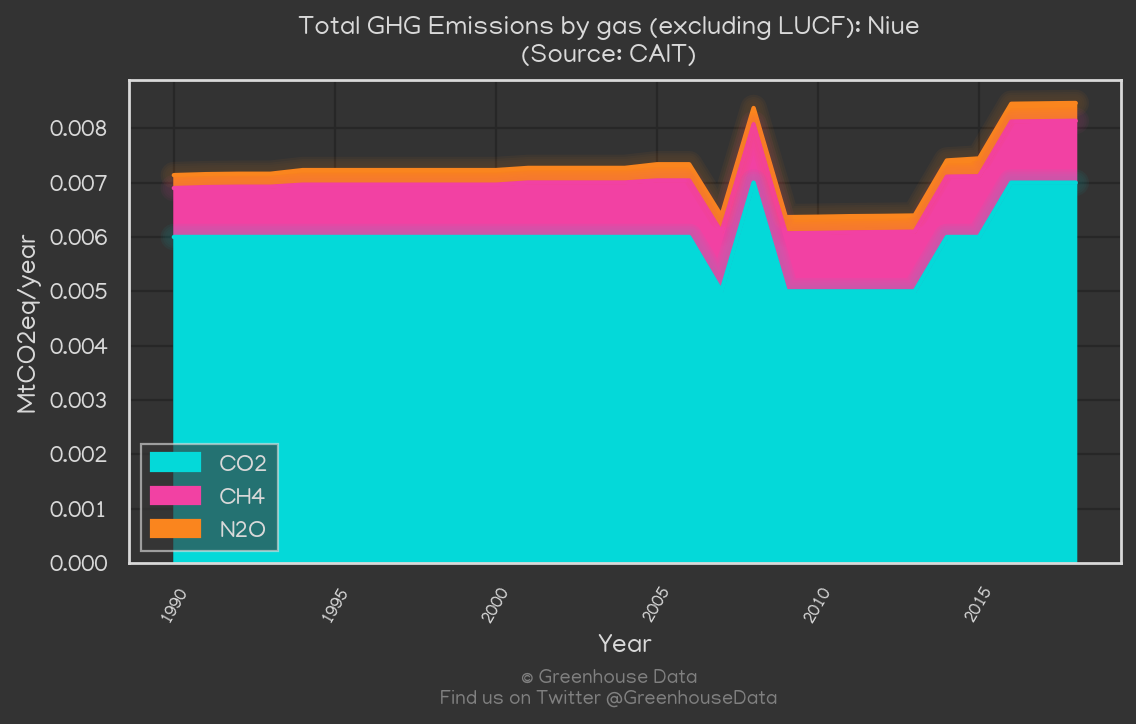 Total GHG Emissions by gas (excluding LUCF): Niue
(Source: CAIT)
MtCO2eq/year
0.008
0.007
0.006
0.005
0.004
0.003
0.002
0.001
0.000
CO2
CH4
N2O
1990
1995
2000
2005
2010
2015
Year
© Greenhouse Data
Find us on Twitter @GreenhouseData